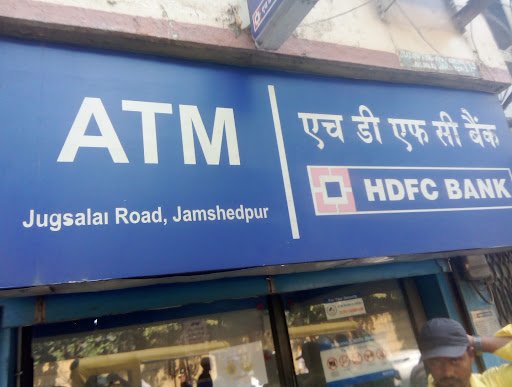 ATM
Jugsalai Road, Jamshedpur
एच डी एफ सी बैंक
HDFC BANK